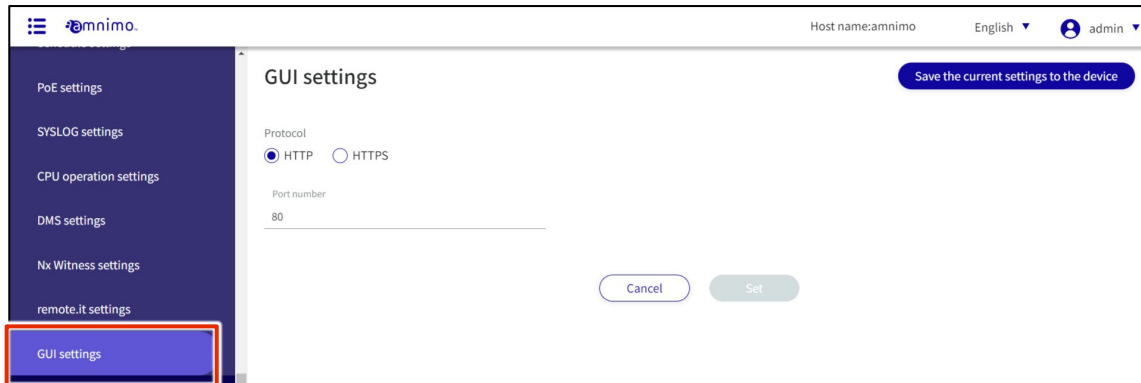 amnimo
Host name:amnimo
English
admin
PoE settings
SYSLOG settings
CPU operation settings
DMS settings
Nx Witness settings
remote.it settings
GUI settings
GUI settings
Save the current settings to the device
Protocol
HTTP HTTPS
Port number
80
Cancel Set